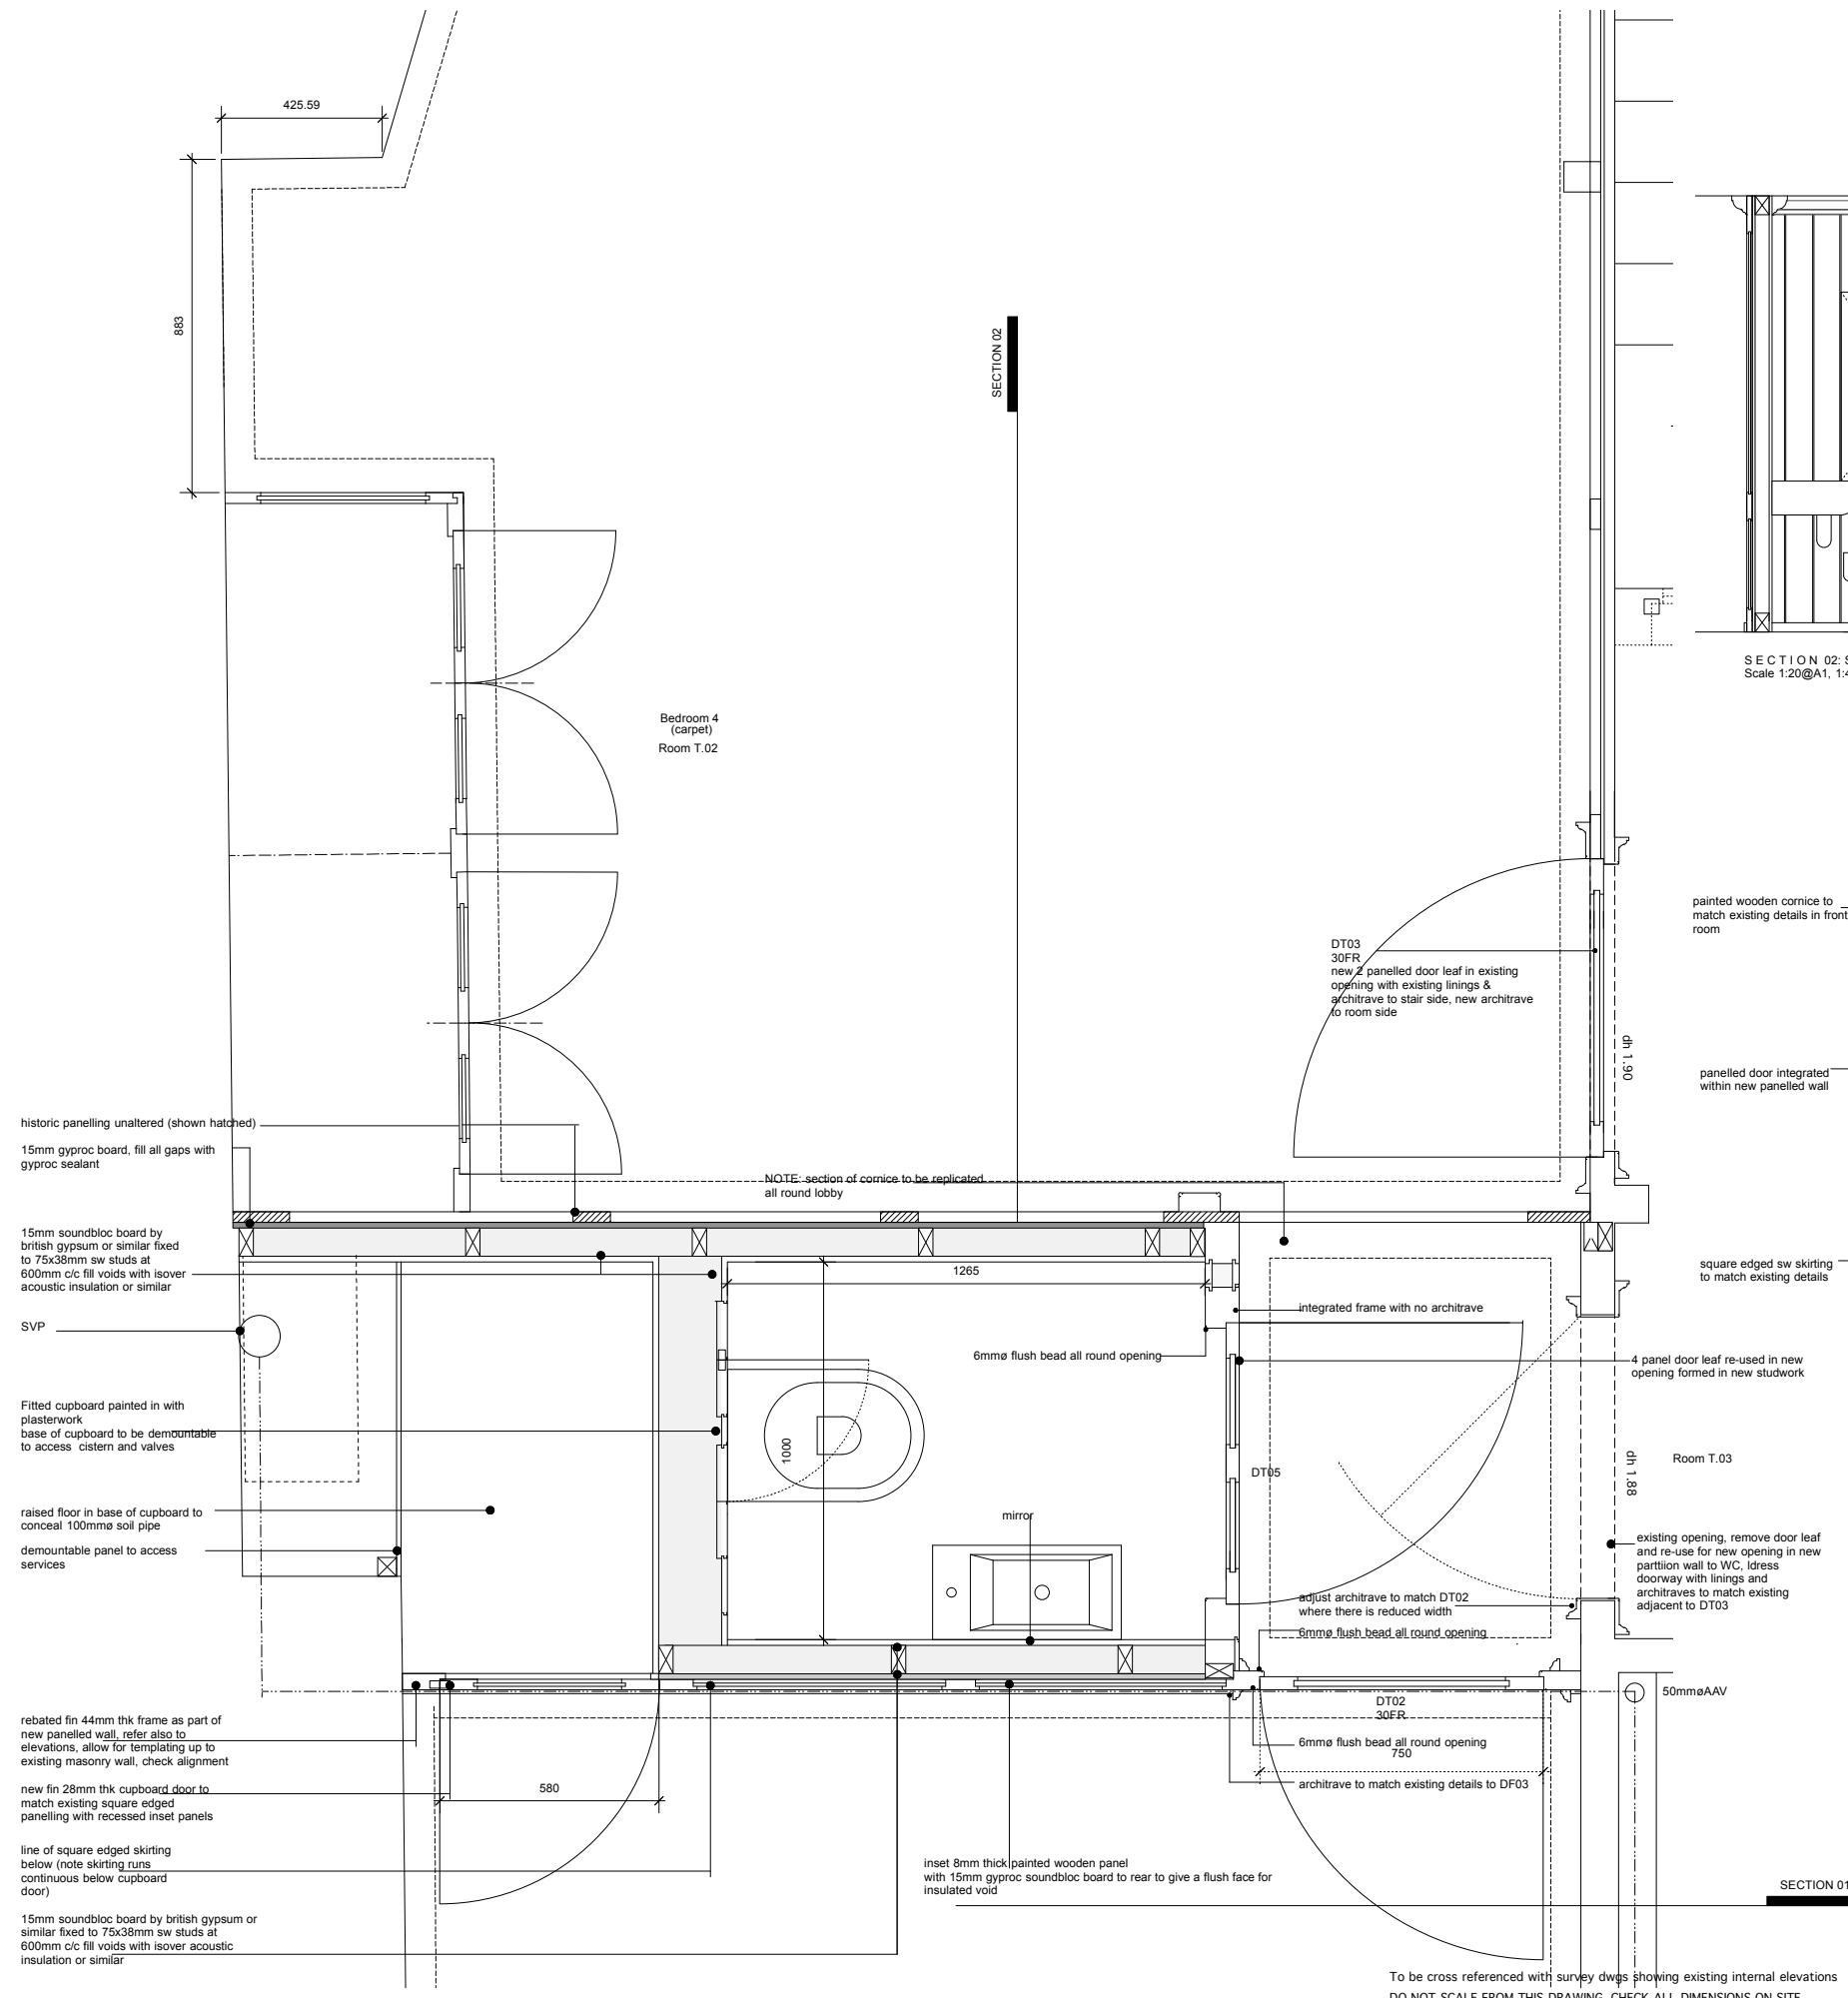 425.59
883
SECTION 02
SECTION 02: S
Scale 1:20@A1, 1:4
Bedroom 4
(carpet)
Room T.02
painted wooden cornice to
match existing details in front
room
DT03
30FR
new 2 panelled door leaf in existing
opening with existing linings &
architrave to stair side, new architrave
to room side
dh 1.90
panelled door integrated
within new panelled wall
historic panelling unaltered (shown hatched)
15mm gyproc board, fill all gaps with
gyproc sealant
NOTE: section of cornice to be replicated
all round lobby
15mm soundbloc board by
british gypsum or similar fixed
to 75x38mm sw studs at
600mm c/c fill voids with isover
acoustic insulation or similar
1265
square edged sw skirting
to match existing details
integrated frame with no architrave
SVP
6mmø flush bead all round opening
4 panel door leaf re-used in new
opening formed in new studwork
Fitted cupboard painted in with
plasterwork
base of cupboard to be demountable
to access cistern and valves
1000
DT05
dh 1.88
Room T.03
raised floor in base of cupboard to
conceal 100mmø soil pipe
mirror
demountable panel to access
services
existing opening, remove door leaf
and re-use for new opening in new
parttiion wall to WC, ldress
doorway with linings and
architraves to match existing
adjacent to DT03
adjust architrave to match DT02
where there is reduced width
6mmø flush bead all round opening
50mmøAAV
DT02
30FR
rebated fin 44mm thk frame as part of
new panelled wall, refer also to
elevations, allow for templating up to
existing masonry wall, check alignment
6mmø flush bead all round opening
750
architrave to match existing details to DF03
new fin 28mm thk cupboard door to
match existing square edged
panelling with recessed inset panels
580
line of square edged skirting
below (note skirting runs
continuous below cupboard
door)
inset 8mm thick painted wooden panel
with 15mm gyproc soundbloc board to rear to give a flush face for
insulated void
SECTION 01
15mm soundbloc board by british gypsum or
similar fixed to 75x38mm sw studs at
600mm c/c fill voids with isover acoustic
insulation or similar
To be cross referenced with survey dwgs showing existing internal elevations
DO NOT SCALE FROM THIS DRAWING. CHECK ALL DIMENSIONS ON SITE